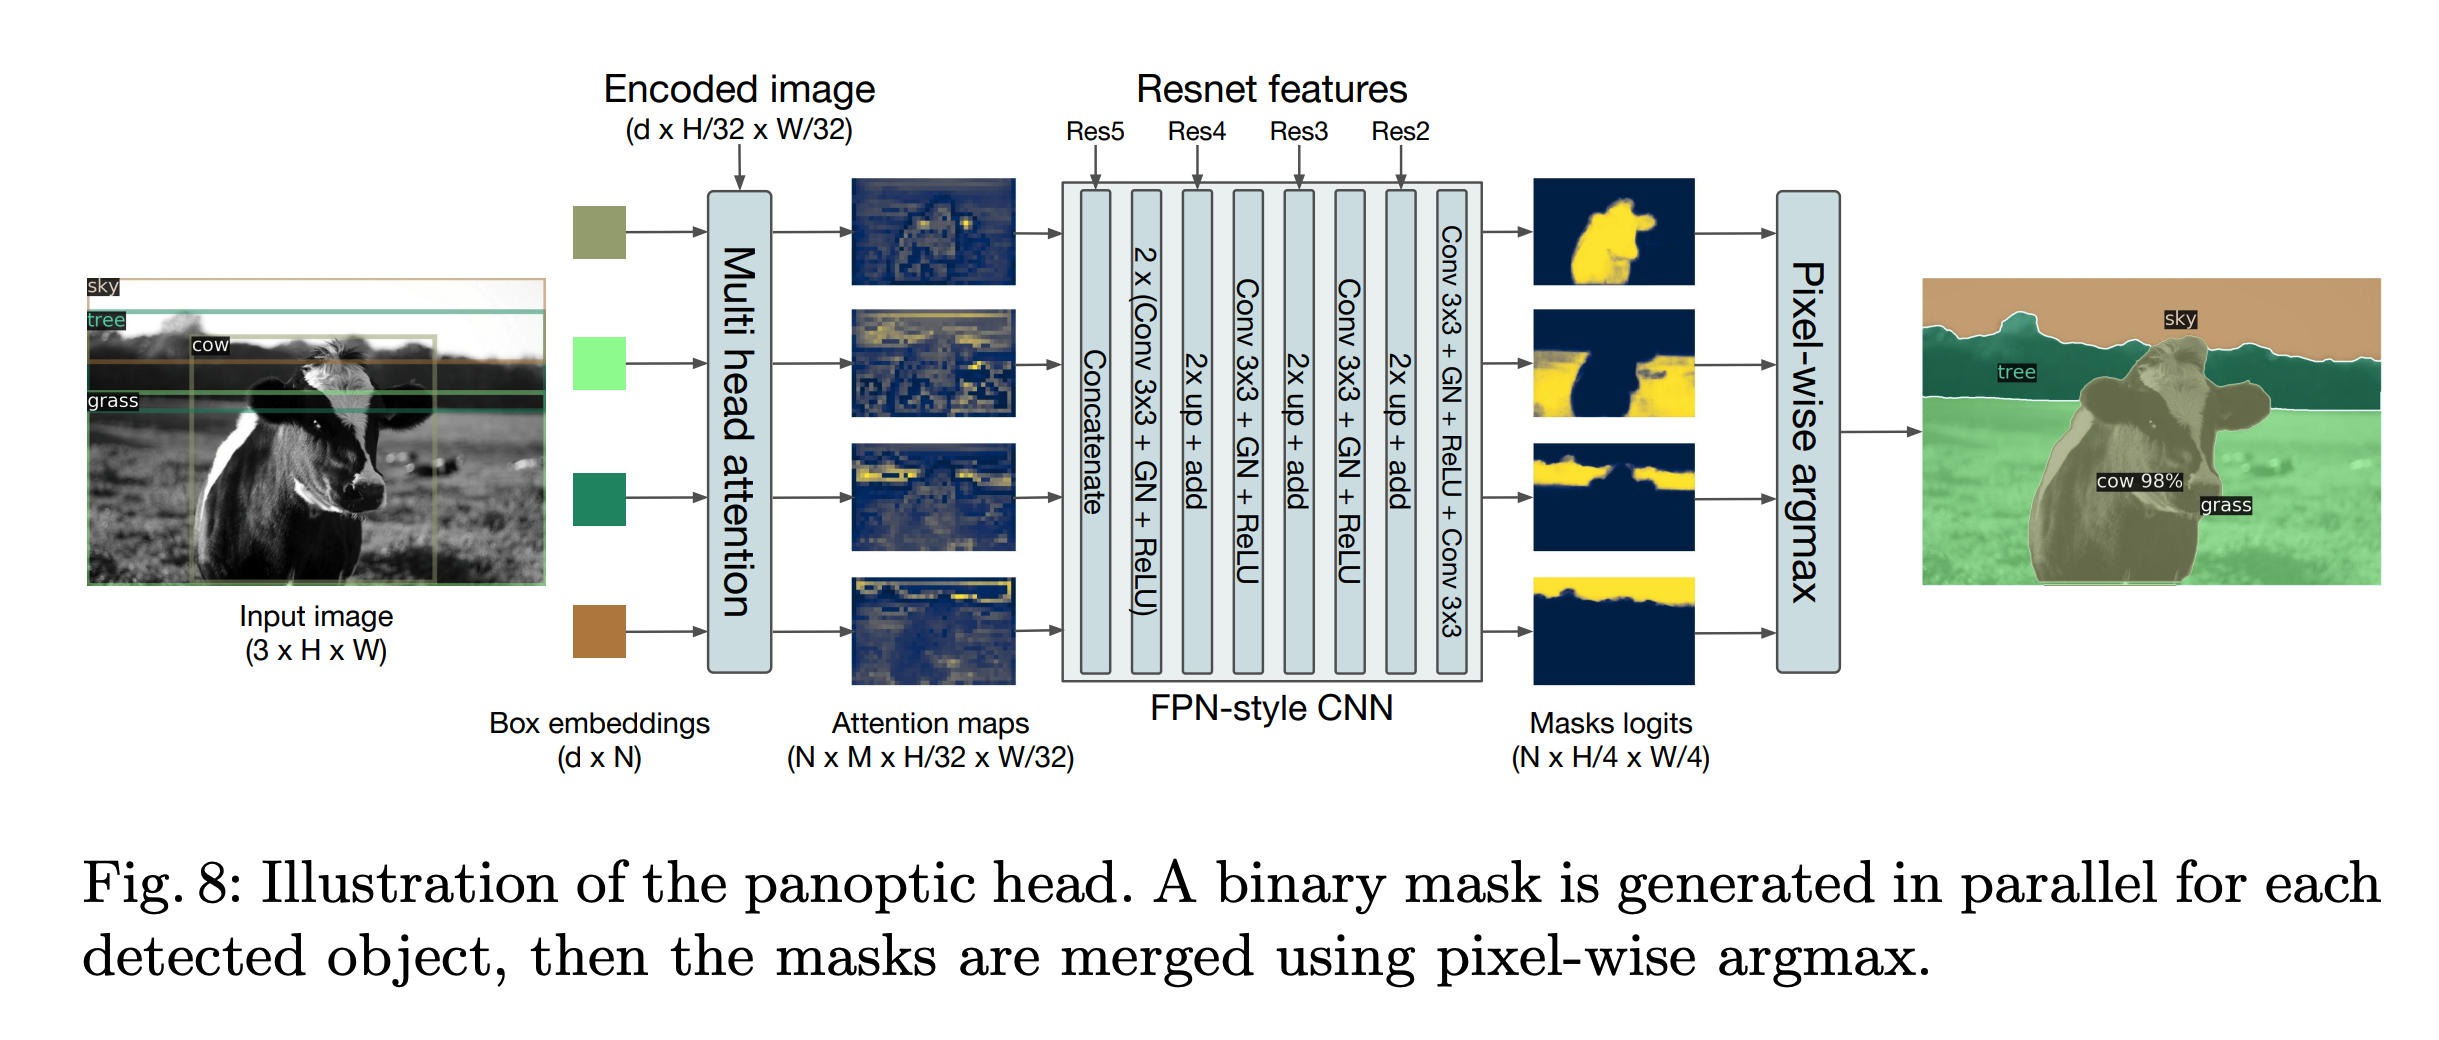 Encoded image
(d x H/32 x W/32)
Resnet features
Res5
Res4
Res3
Res2
sky
tree
cow
grass
Input image
(3 x H x W)
Box embeddings
(d x N)
Multi head attention
Attention maps
(N x M x H/32 x W/32)
Concatenate
2 x (Conv 3x3 + GN + ReLU)
2x up + add
Conv 3x3 + GN + ReLU
2x up + add
Conv 3x3 + GN + ReLU
2x up + add
Conv 3x3 + GN + ReLU + Conv 3x3
FPN-style CNN
Masks logits
(N x H/4 x W/4)
Pixel-wise argmax
sky
tree
cow 98%
grass
Fig. 8: Illustration of the panoptic head. A binary mask is generated in parallel for each
detected object, then the masks are merged using pixel-wise argmax.